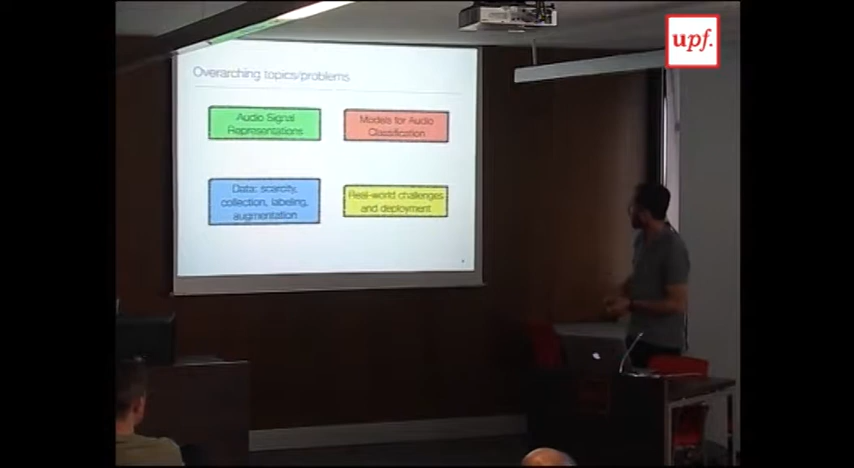 upf.
Overarching topics/problems
Audio Signal
Representations
Models for Audio
Classification
Data: scarcity,
collection, labeling,
augmentation
Real-world challenges
and deployment